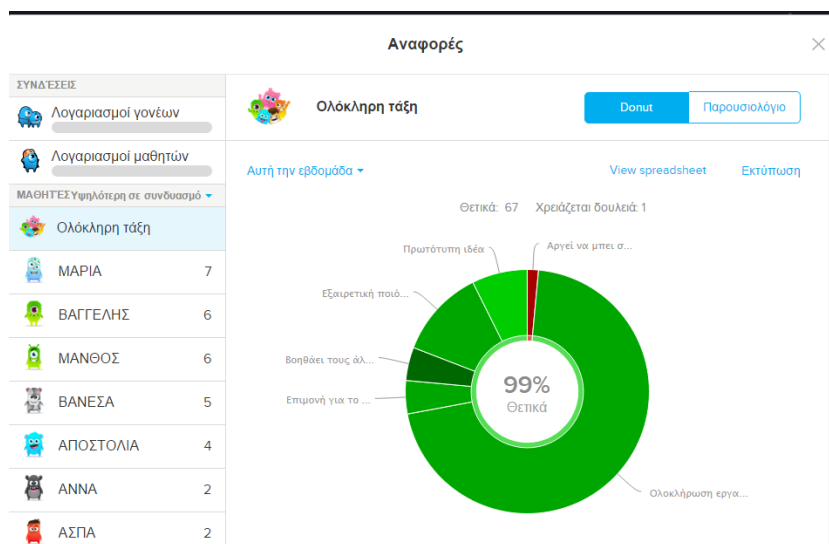 Αναφορές
ΣΥΝΔΈΣΕΙΣ
Λογαριασμοί γονέων
Λογαριασμοί μαθητών
ΜΑΘΗΤΈΣ Υψηλότερη σε συνδυασμό
Ολόκληρη τάξη
ΜΑΡΙΑ 7
ΒΑΓΓΕΛΗΣ 6
ΜΑΝΘΟΣ 6
ΒΑΝΕΣΑ 5
ΑΠΟΣΤΟΛΙΑ 4
ΑΝΝΑ 2
ΑΣΠΑ 2
Ολόκληρη τάξη
Donut Παρουσιολόγιο
Αυτή την εβδομάδα View spreadsheet Εκτύπωση
Θετικά: 67 Χρειάζεται δουλειά: 1
Πρωτότυπη ιδέα
Αργεί να μπει σ...
Εξαιρετική ποιό...
Βοηθάει τους άλ...
Επιμονή για το ...
99%
Θετικά
Ολοκλήρωση εργα...